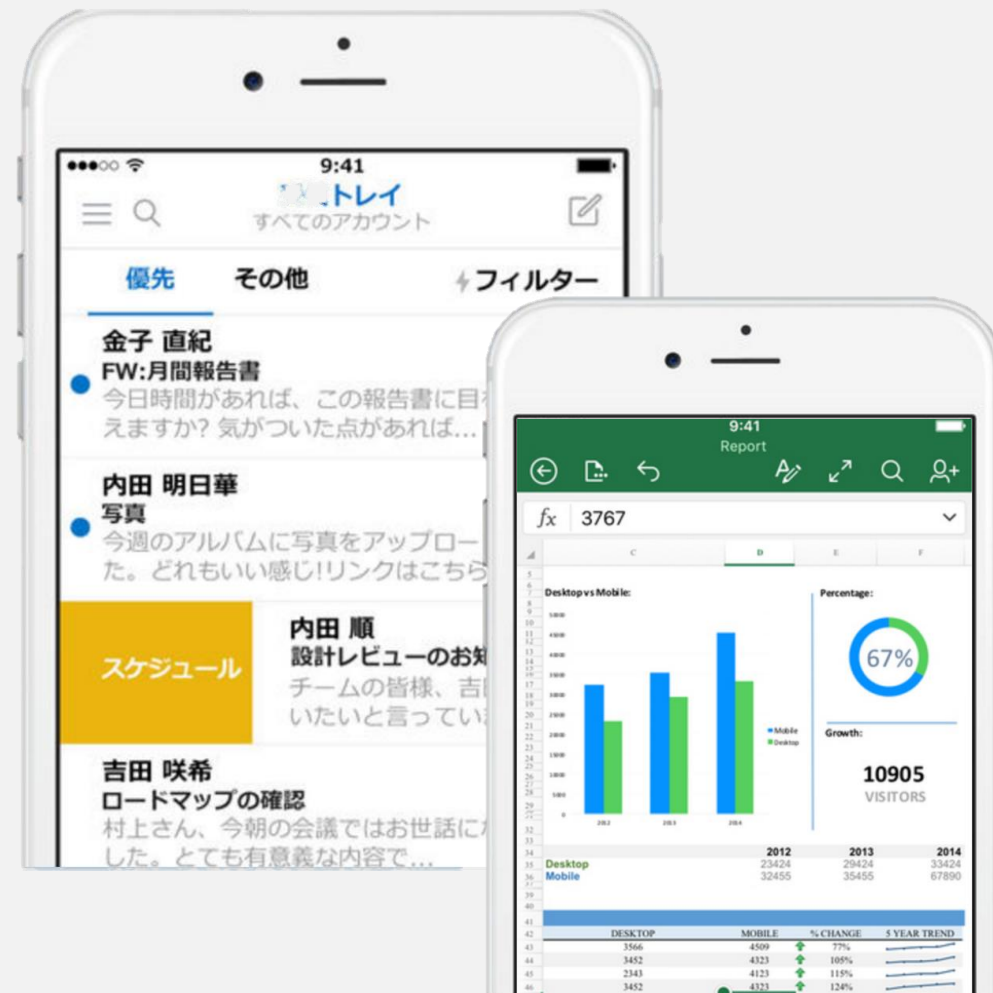 9:41
トレイ
すべてのアカウント
優先 その他 フィルター
金子 直紀
FW:月間報告書
今日時間があれば、この報告書に目
えますか? 気がついた点があれば...
内田 明日華
写真
今週のアルバムに写真をアップロー
た。どれもいい感じ!リンクはこちら
スケジュール
内田 順
設計レビューのお知
チームの皆様、吉
いたいと言ってい
吉田 咲希
ロードマップの確認
村上さん、今朝の会議ではお世話に
した。とても有意義な内容で...
9:41
Report
fx 3767
C D E F
Desktop vs Mobile:
Percentage:
67%
Mobile
Desktop
Growth:
10905
VISITORS
2012 2013 2014
2012 2013 2014
Desktop 23424 29424 33424
Mobile 32455 35455 67890
DESKTOP MOBILE % CHANGE 5 YEAR TREND
3566 4509 77%
3452 4323 105%
2343 4123 115%
3452 4323 124%